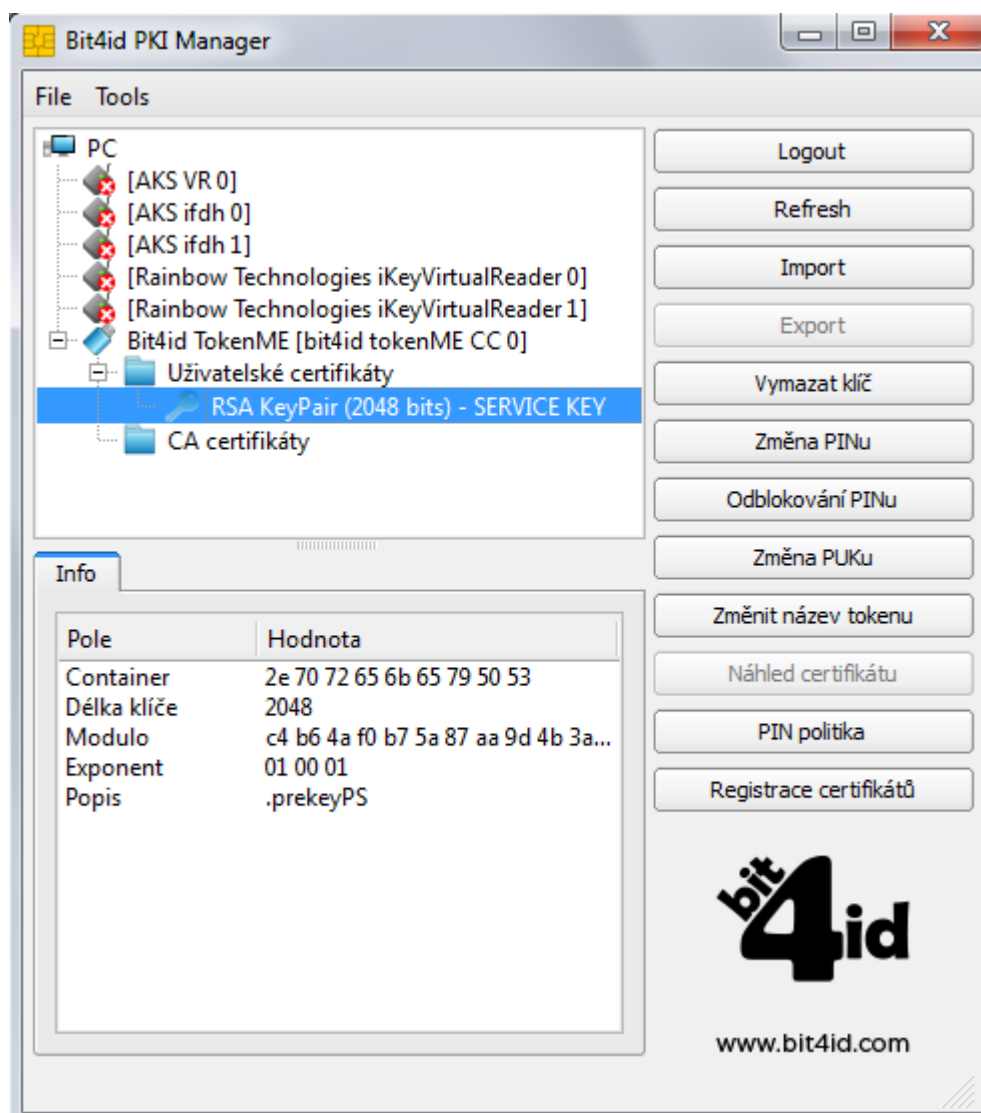 Bit4id PKI Manager
File Tools
PC
[AKS VR 0]
[AKS ifdh 0]
[AKS ifdh 1]
[Rainbow Technologies iKeyVirtualReader 0]
[Rainbow Technologies iKeyVirtualReader 1]
Bit4id TokenME [bit4id tokenME CC 0]
Uživatelské certifikáty
RSA KeyPair (2048 bits) - SERVICE KEY
CA certifikáty
Logout
Refresh
Import
Export
Vymazat klíč
Změna PINu
Odblokování PINu
Změna PUKu
Změnit název tokenu
Náhled certifikátu
PIN politika
Registrace certifikátů
Info
Pole Hodnota
Container 2e 70 72 65 6b 65 79 50 53
Délka klíče 2048
Modulo c4 b6 4a f0 b7 5a 87 aa 9d 4b 3a...
Exponent 01 00 01
Popis .prekeyPS
bit4id
www.bit4id.com